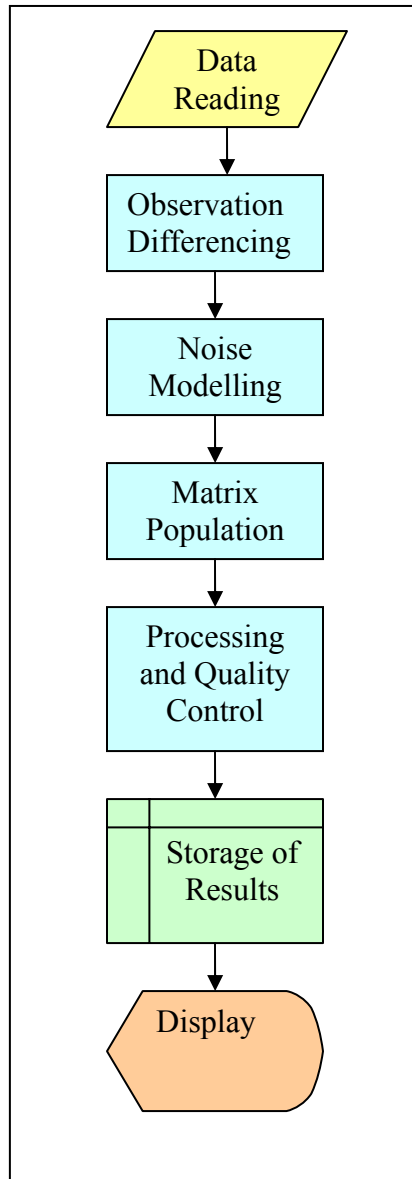 Data
Reading
Observation
Differencing
Noise
Modelling
Matrix
Population
Processing
and Quality
Control
Storage of
Results
Display